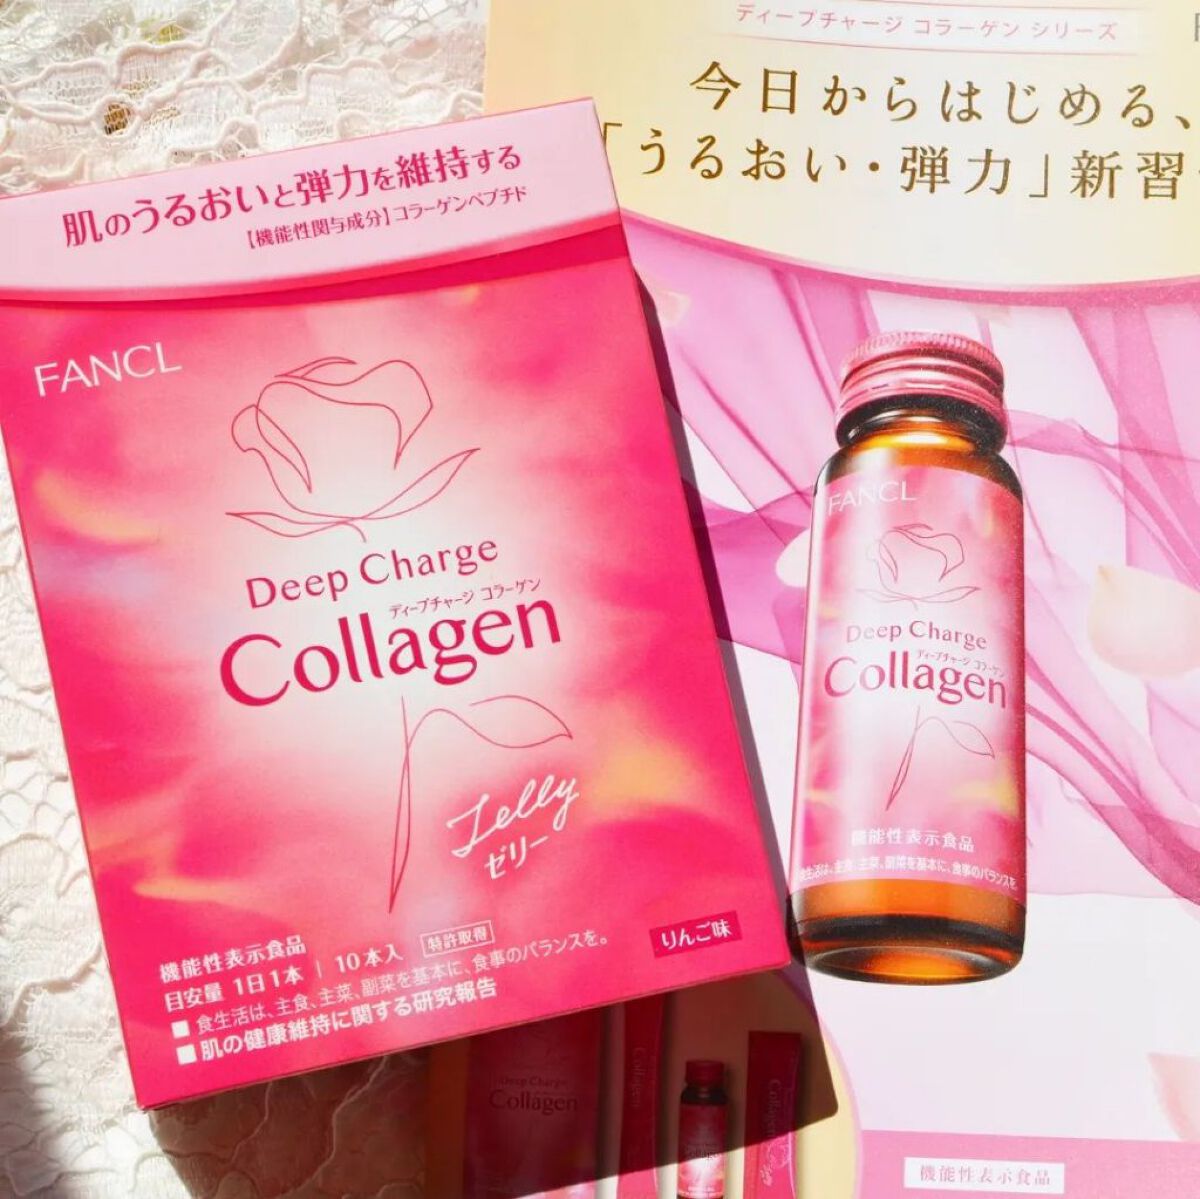 肌のうるおいと弾力を維持する
【機能性関与成分】コラーゲンペプチド
FANCL
Deep Charge
ディープチャージ コラーゲン
Collagen
Jelly
ゼリー
機能性表示食品
目安量 1日1本 | 10本入 特許取得
りんご味
■ 食生活は、主食、主菜、副菜を基本に、食事のバランスを。
■ 肌の健康維持に関する研究報告
ディープチャージ コラーゲン シリーズ
今日からはじめる、
「うるおい・弾力」新習
FANCL
Deep Charge
ディープチャージ コラーゲン
Collagen
機能性表示食品
食生活は、主食、主菜、副菜を基本に、食事のバランスを。
Deep Charge
Collagen
Collagen
Collagen
Collagen
機能性表示食品